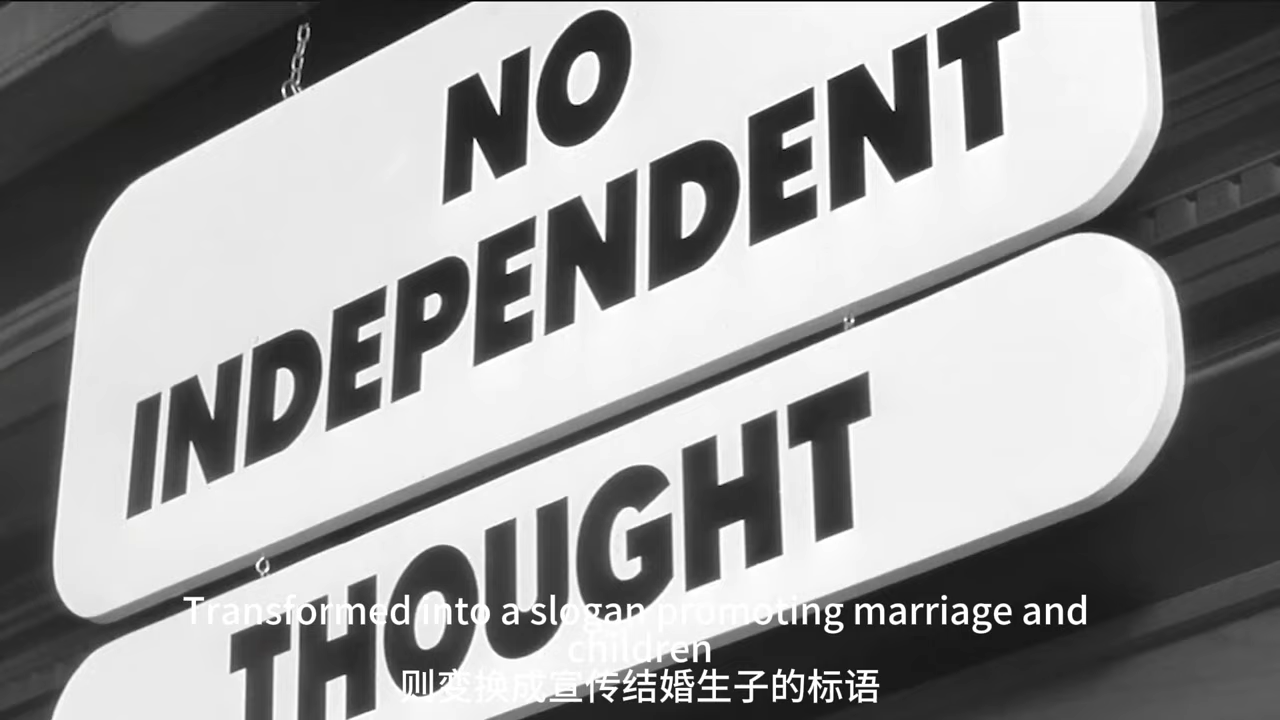 NO
INDEPENDENT
THOUGHT
Transformed into a slogan promoting marriage and
children
则变换成宣传结婚生子的标语